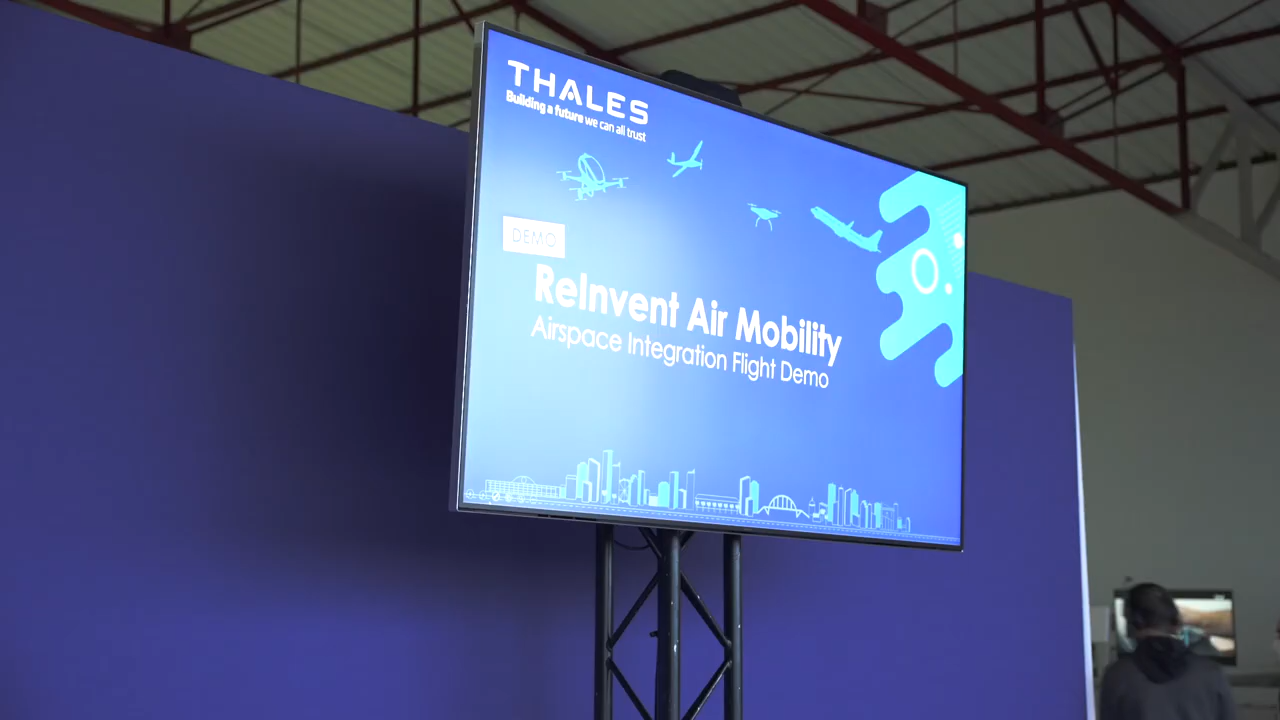 THALES
Building a future we can all trust
DEMO
ReInvent Air Mobility
Airspace Integration Flight Demo